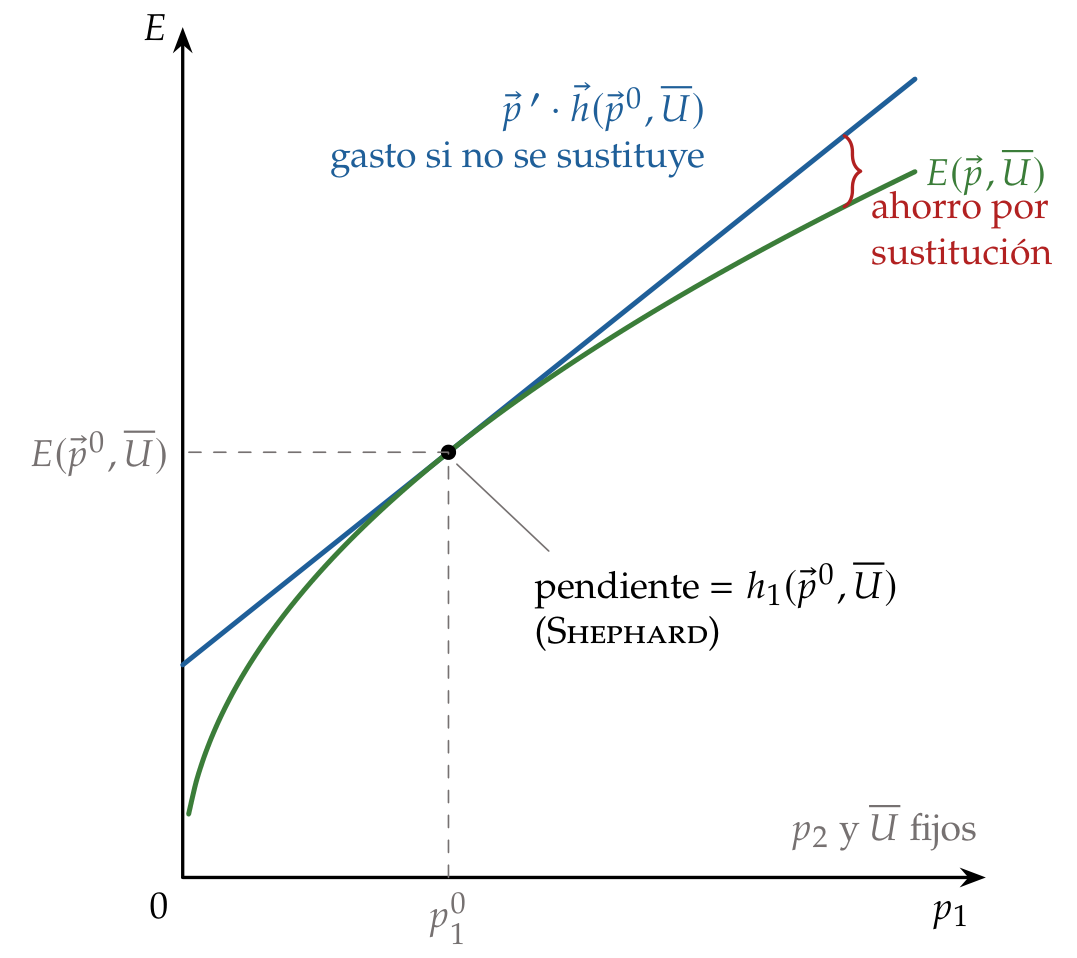 E
p⃗ ′ · h⃗(p⃗⁰, U̅)
gasto si no se sustituye
E(p⃗, U̅)
ahorro por
sustitución
E(p⃗⁰, U̅)
pendiente = h₁(p⃗⁰, U̅)
(Shephard)
p₂ y U̅ fijos
0
p₁⁰
p₁